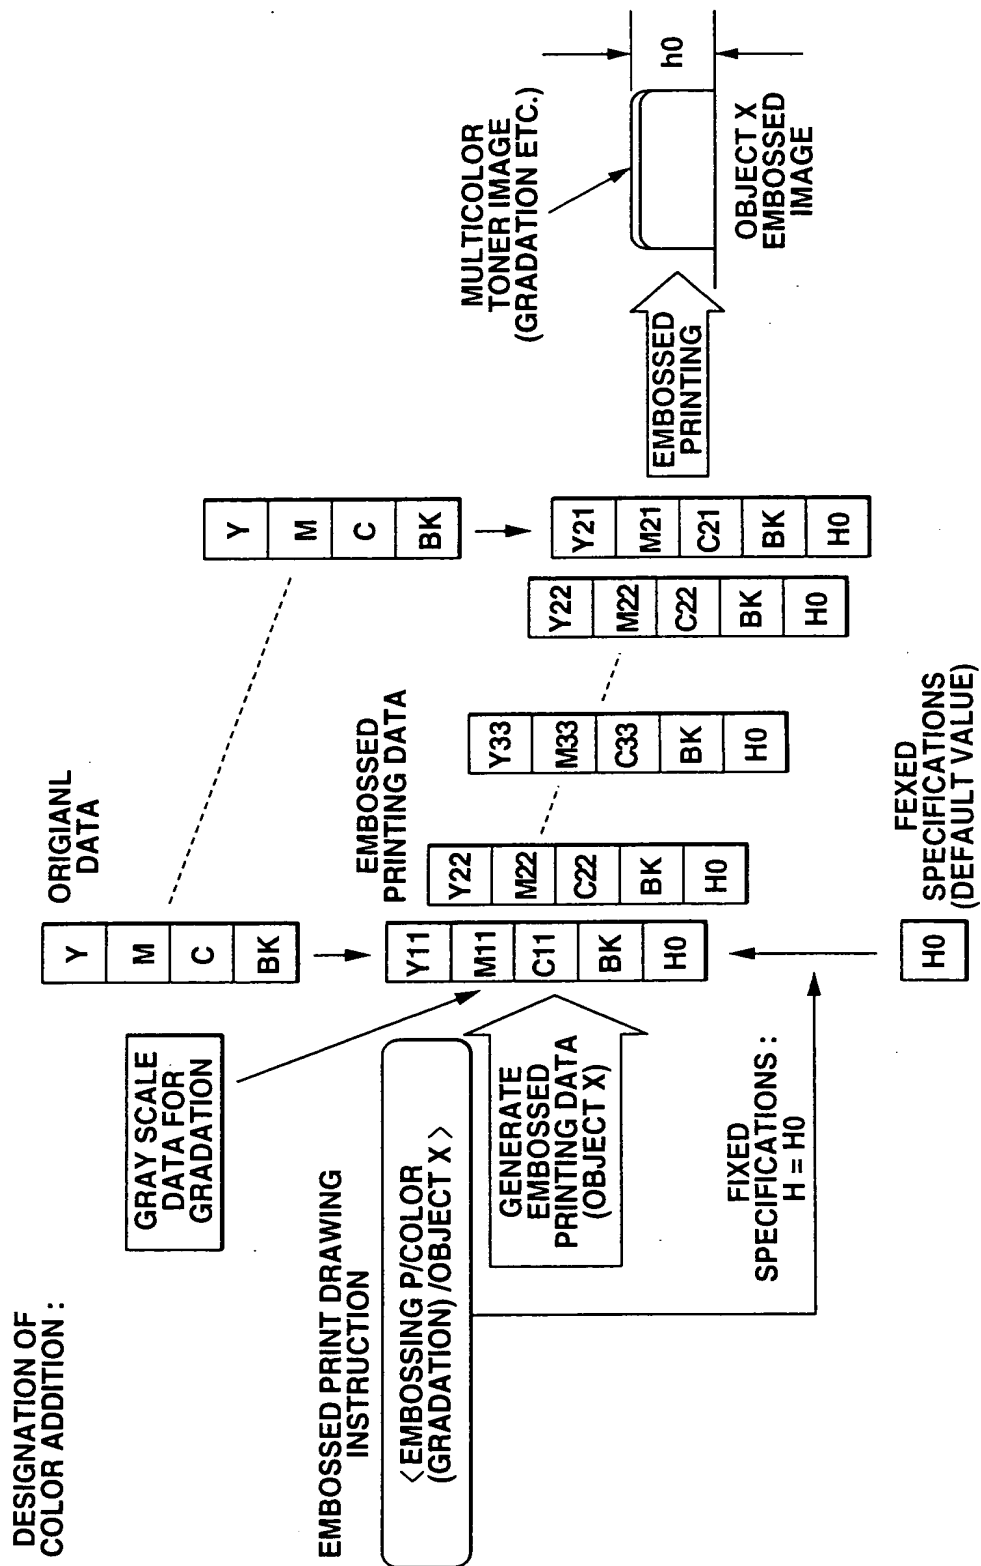 DESIGNATION OF
COLOR ADDITION :
ORIGIANL
DATA
Y
M
C
BK
Y
M
C
BK
GRAY SCALE
DATA FOR
GRADATION
EMBOSSED PRINT DRAWING
INSTRUCTION
<EMBOSSING P/COLOR
(GRADATION) /OBJECT X>
GENERATE
EMBOSSED
PRINTING DATA
(OBJECT X)
EMBOSSED
PRINTING DATA
Y11
M11
C11
BK
H0
Y22
M22
C22
BK
H0
Y33
M33
C33
BK
H0
Y22
M22
C22
BK
H0
Y21
M21
C21
BK
H0
EMBOSSED
PRINTING
MULTICOLOR
TONER IMAGE
(GRADATION ETC.)
h0
OBJECT X
EMBOSSED
IMAGE
FIXED
SPECIFICATIONS :
H = H0
H0
FEXED
SPECIFICATIONS
(DEFAULT VALUE)